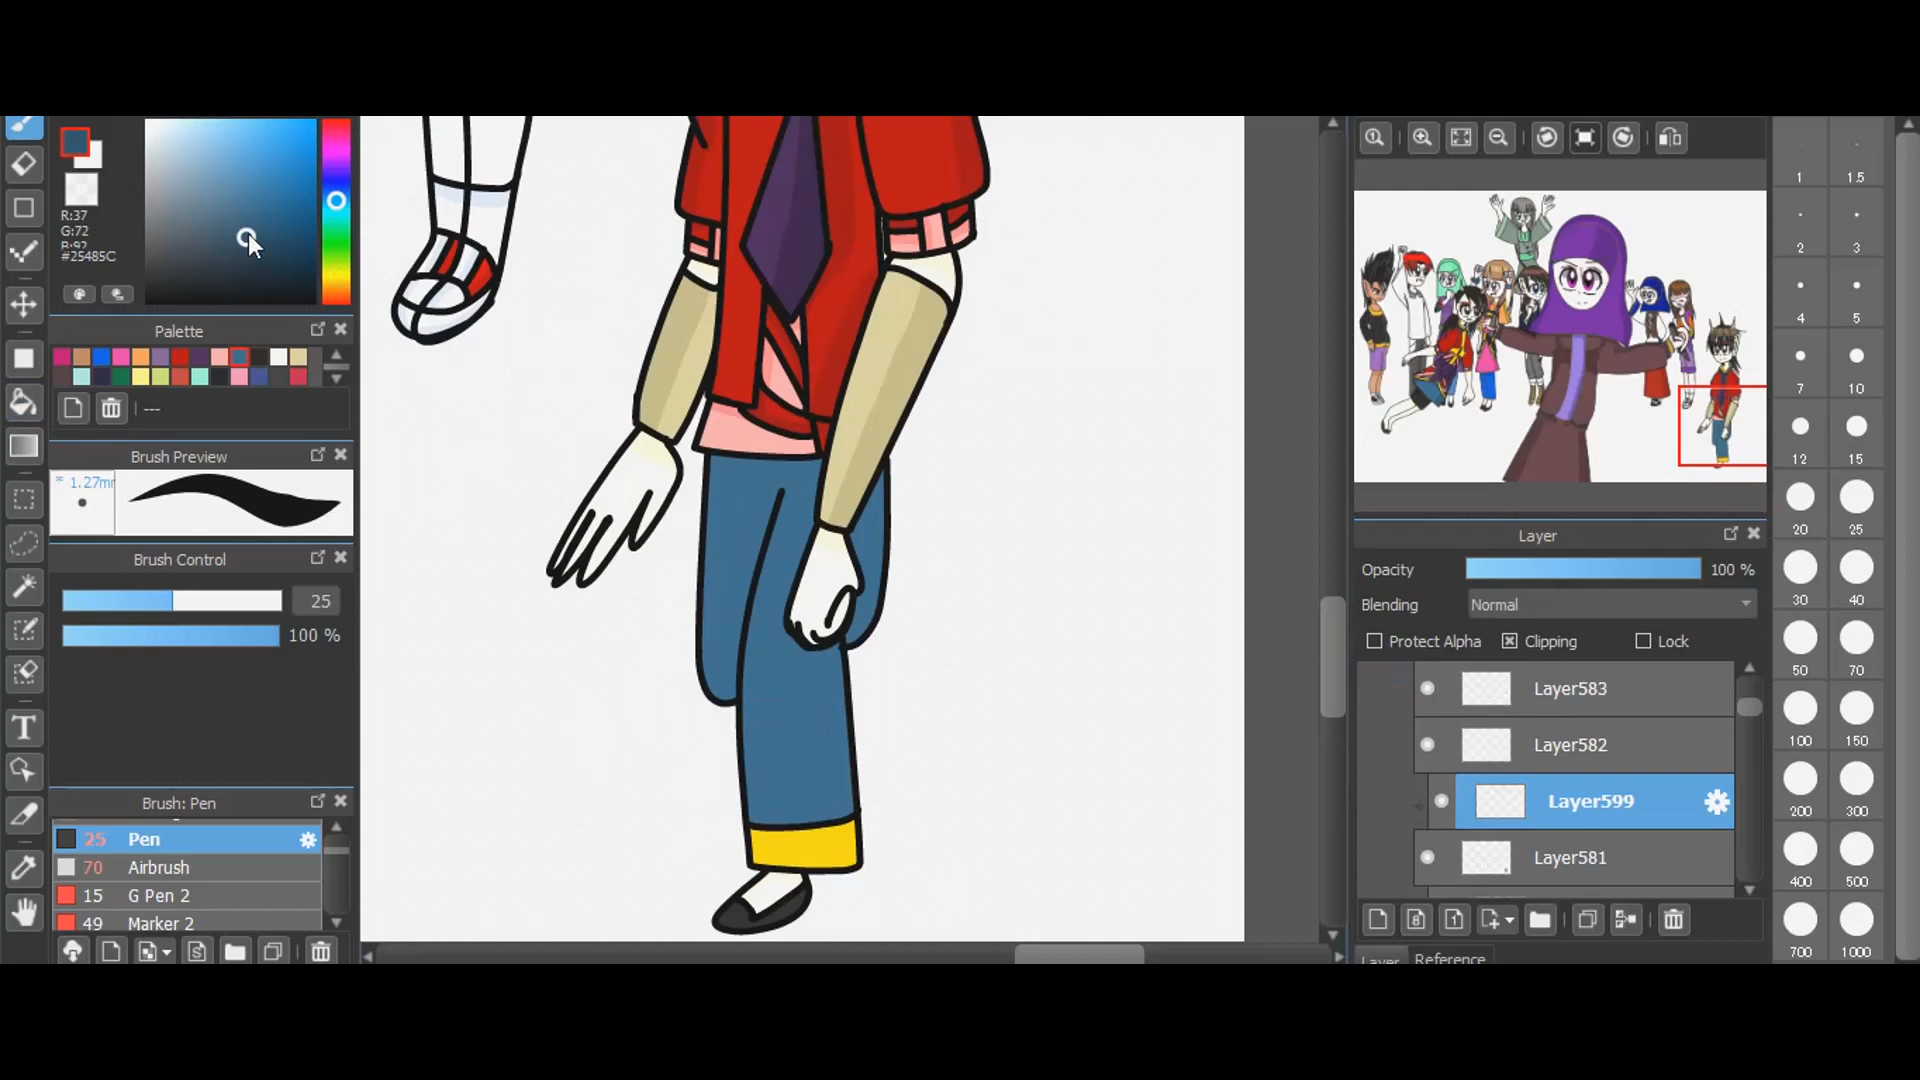 R:37
G:72
B:92
#25485C
Palette
---
Brush Preview
* 1.27m
Brush Control
25
100 %
Brush: Pen
25 Pen
70 Airbrush
15 G Pen 2
49 Marker 2
Layer
Opacity 100 %
Blending Normal
Protect Alpha Clipping Lock
Layer583
Layer582
Layer599
Layer581
Layer Reference
1 1.5
2 3
4 5
7 10
12 15
20 25
30 40
50 70
100 150
200 300
400 500
700 1000